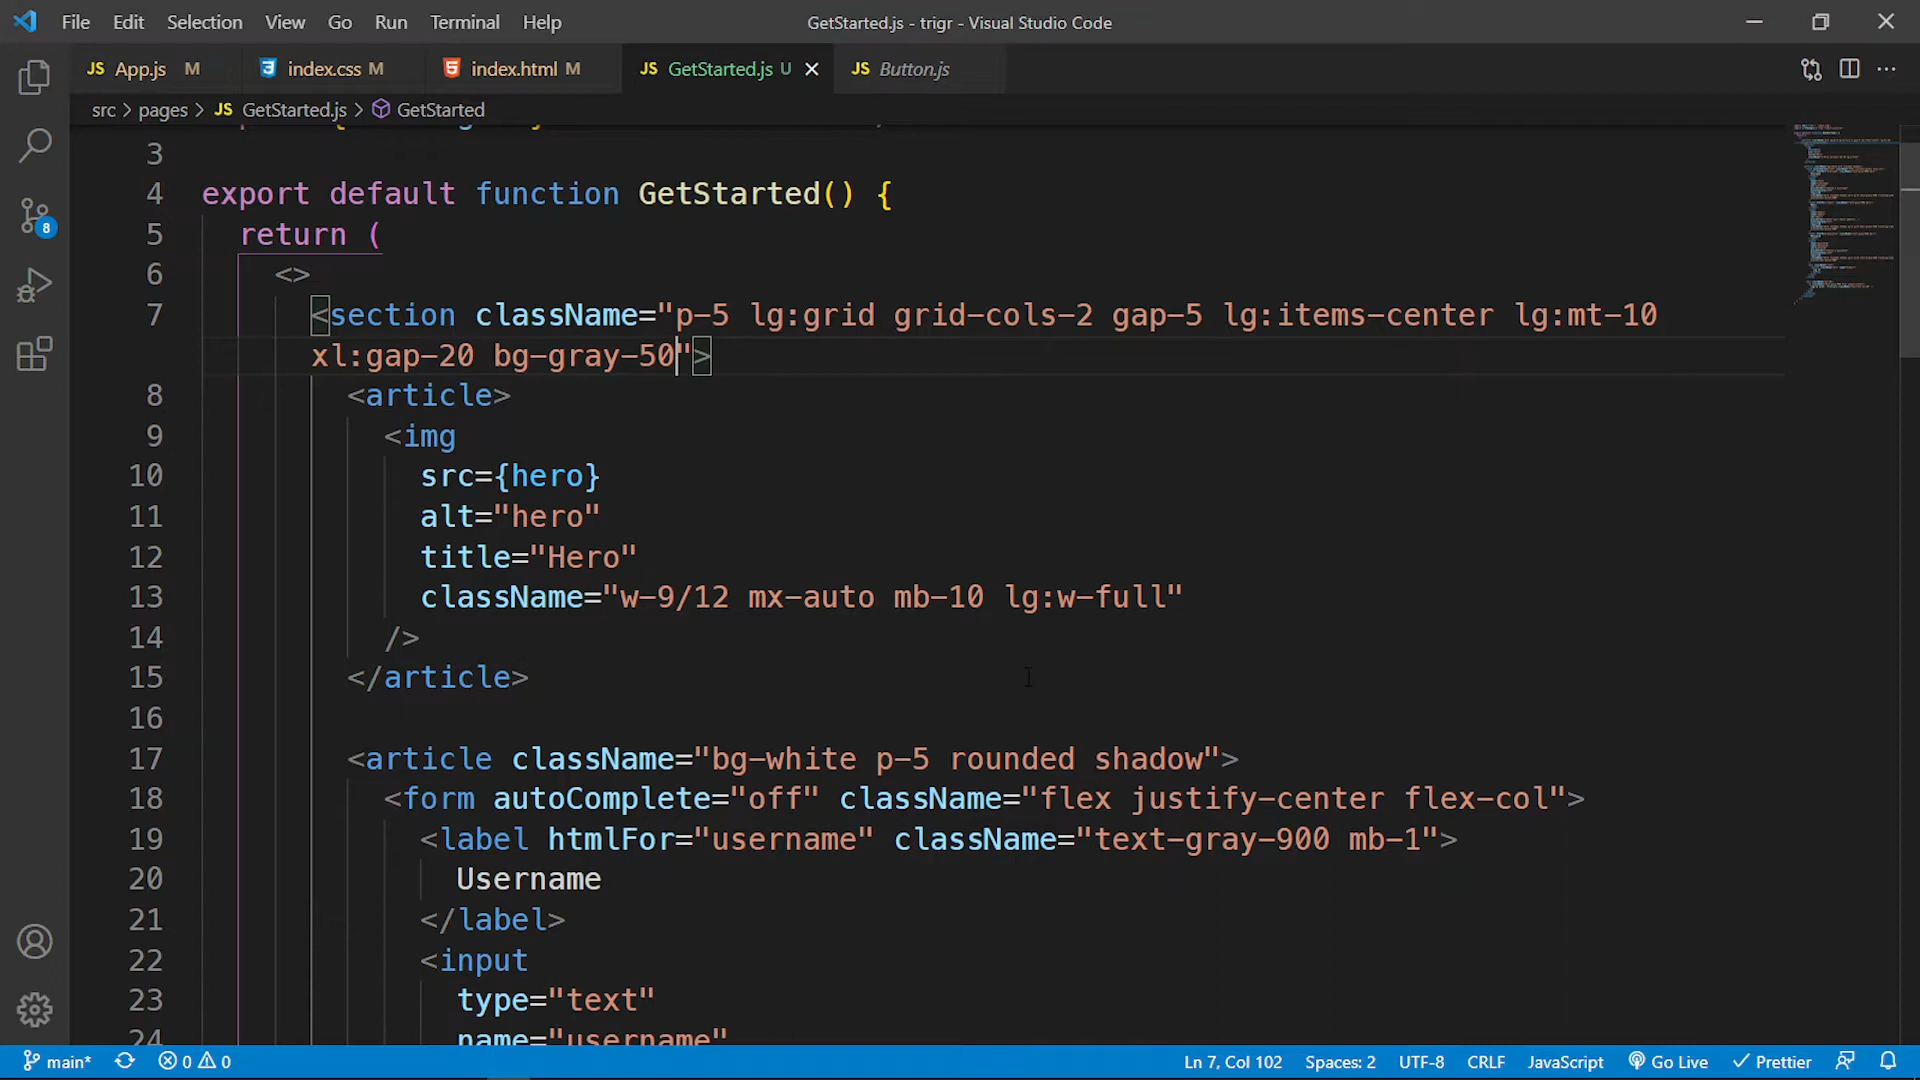 File Edit Selection View Go Run Terminal Help GetStarted.js - trigr - Visual Studio Code
JS App.js M index.css M index.html M JS GetStarted.js U JS Button.js
src > pages > JS GetStarted.js > GetStarted
3
4 export default function GetStarted() {
5 return (
6 <>
7 <section className="p-5 lg:grid grid-cols-2 gap-5 lg:items-center lg:mt-10
xl:gap-20 bg-gray-50">
8 <article>
9 <img
10 src={hero}
11 alt="hero"
12 title="Hero"
13 className="w-9/12 mx-auto mb-10 lg:w-full"
14 />
15 </article>
16
17 <article className="bg-white p-5 rounded shadow">
18 <form autoComplete="off" className="flex justify-center flex-col">
19 <label htmlFor="username" className="text-gray-900 mb-1">
20 Username
21 </label>
22 <input
23 type="text"
24 name="username"
8
main* 0 0 Ln 7, Col 102 Spaces: 2 UTF-8 CRLF JavaScript Go Live Prettier